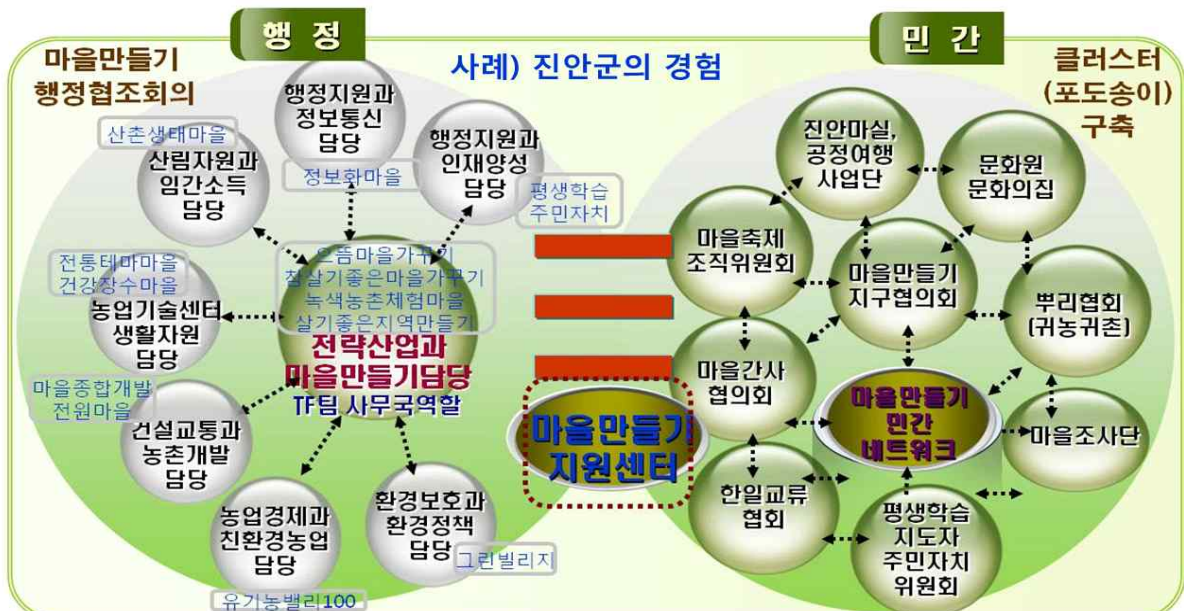 행 정
민 간
사례) 진안군의 경험
마을만들기
행정협조회의
클러스터
(포도송이)
구축
행정지원과
정보통신
담당
정보화마을
행정지원과
인재양성
담당
평생학습
주민자치
산촌생태마을
산림자원과
임간소득
담당
전통테마마을
건강장수마을
농업기술센터
생활자원
담당
마을종합개발
전원마을
건설교통과
농촌개발
담당
농업경제과
친환경농업
담당
유기농밸리100
환경보호과
환경정책
담당
그린빌리지
으뜸마을가꾸기
참살기좋은마을가꾸기
녹색농촌체험마을
살기좋은지역만들기
전략산업과
마을만들기담당
TF팀 사무국역할
마을만들기
지원센터
진안마실,
공정여행
사업단
문화원
문화의집
마을축제
조직위원회
마을만들기
지구협의회
뿌리협회
(귀농귀촌)
마을간사
협의회
마을만들기
민간
네트워크
마을조사단
한일교류
협회
평생학습
지도자
주민자치
위원회